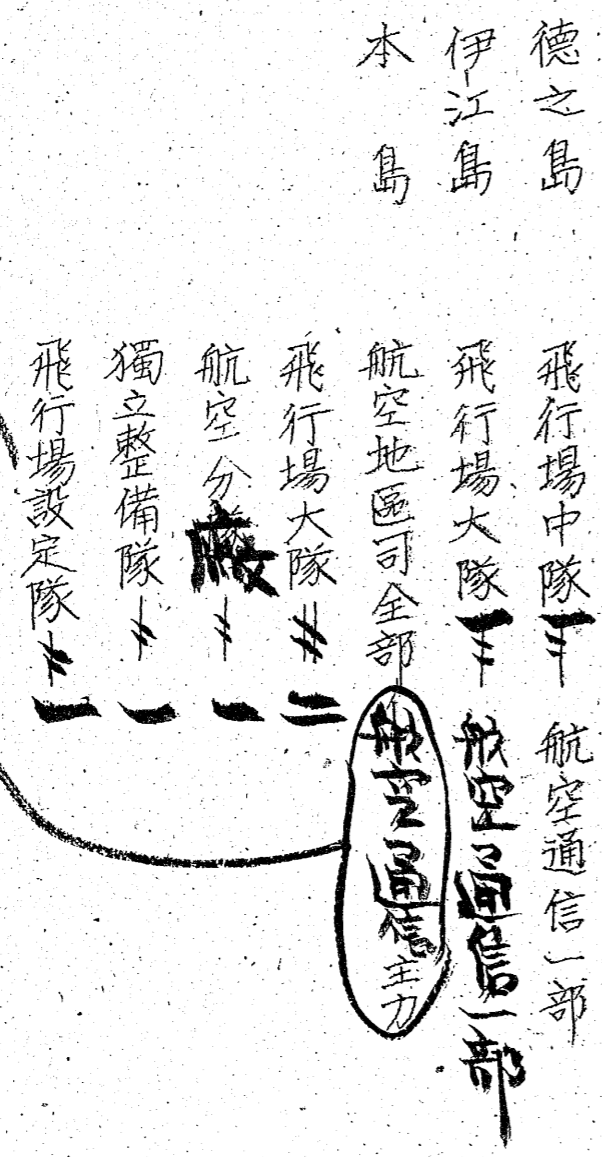 德之島 飛行場中隊一 航空通信一部
伊江島 飛行場大隊一 航空通信一部
本島 航空地區司全部 航空通信主力
飛行場大隊 二
航空分廠 一
獨立整備隊 一
飛行場設定隊 一